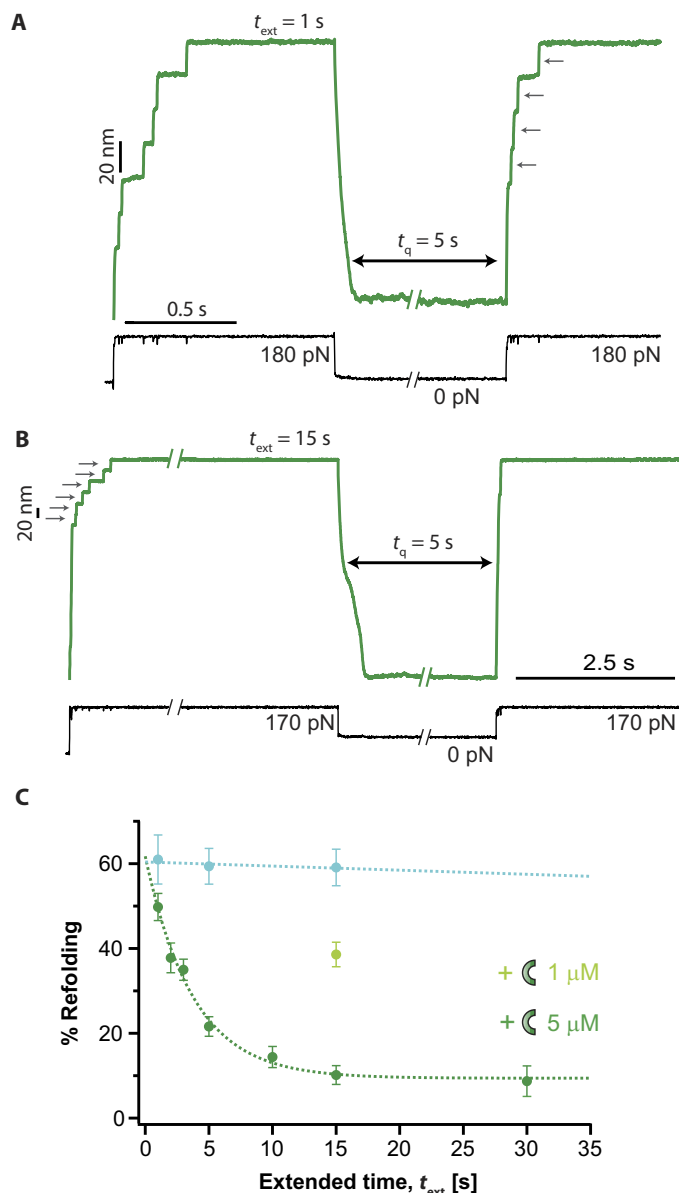 A
t_ext = 1 s
20 nm
t_q = 5 s
0.5 s
180 pN
180 pN
0 pN
B
t_ext = 15 s
20 nm
t_q = 5 s
2.5 s
170 pN
170 pN
0 pN
C
60
40
20
0
% Refolding
+ 1 μM
+ 5 μM
0 5 10 15 20 25 30 35
Extended time, t_ext [s]